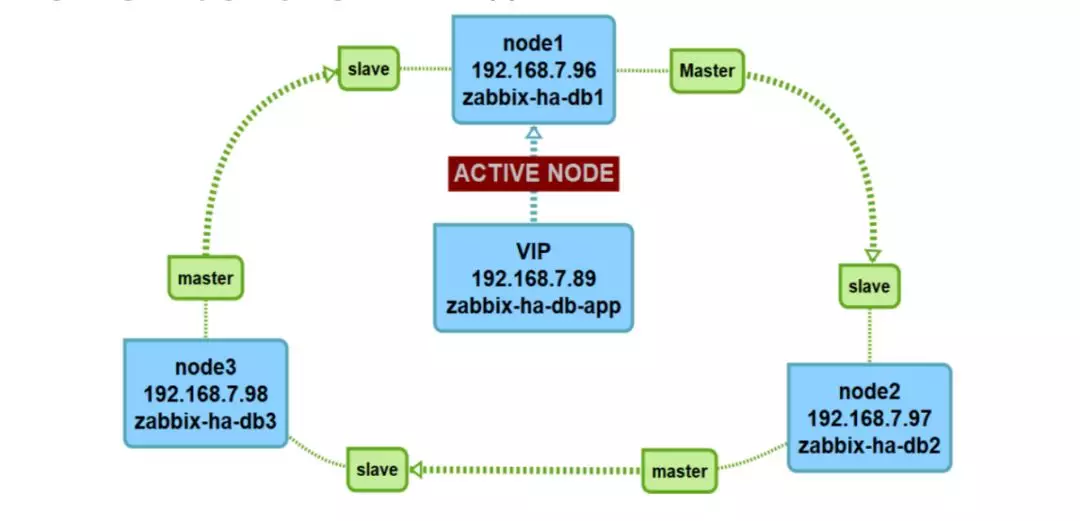 node1
192.168.7.96
zabbix-ha-db1
slave
Master
ACTIVE NODE
VIP
192.168.7.89
zabbix-ha-db-app
master
slave
node3
192.168.7.98
zabbix-ha-db3
node2
192.168.7.97
zabbix-ha-db2
slave
master